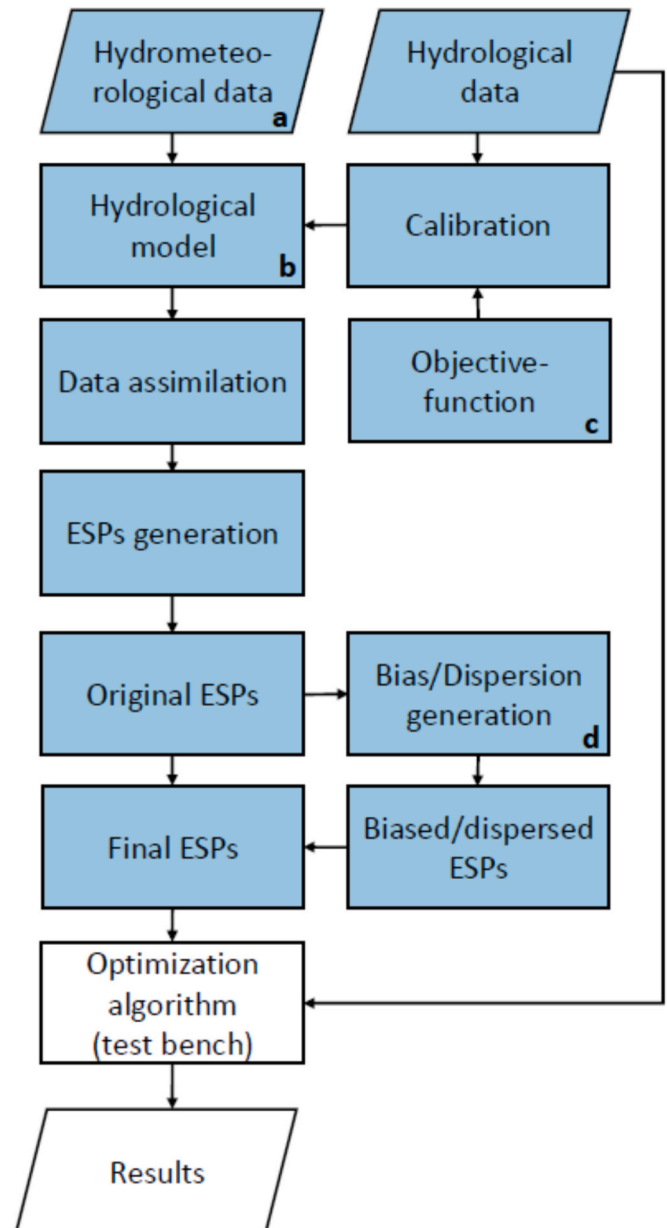 Hydrometeo-
rological data
a
Hydrological
data
Hydrological
model
b
Calibration
Data assimilation
Objective-
function
c
ESPs generation
Original ESPs
Bias/Dispersion
generation
d
Final ESPs
Biased/dispersed
ESPs
Optimization
algorithm
(test bench)
Results